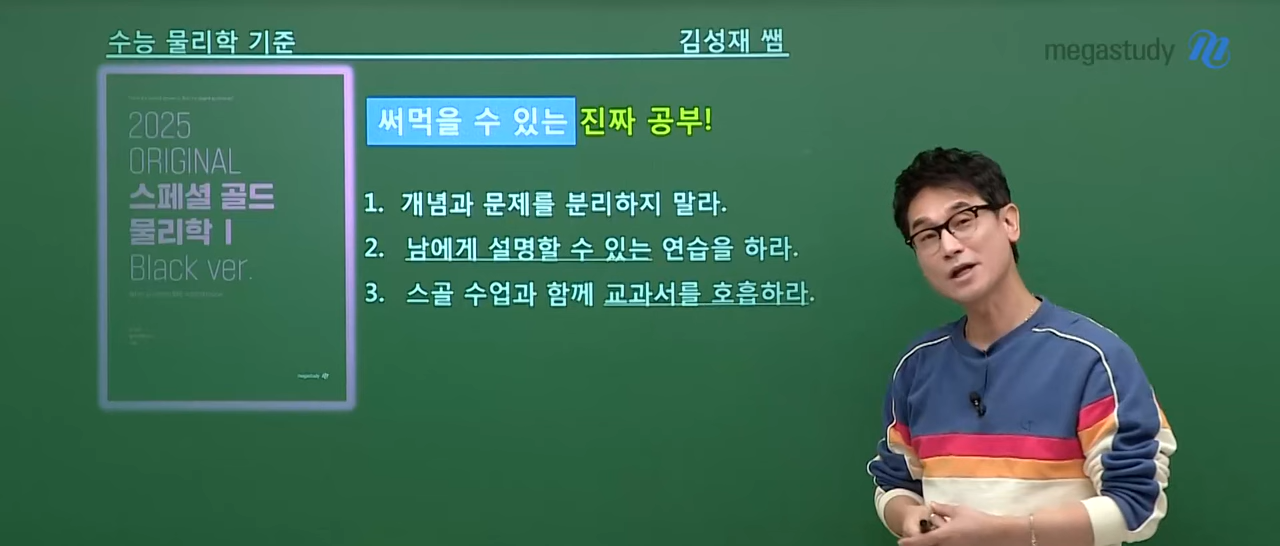 수능 물리학 기준
김성재 쌤
megastudy
2025
ORIGINAL
스페셜 골드
물리학 I
Black ver.
megastudy
써먹을 수 있는 진짜 공부!
1. 개념과 문제를 분리하지 말라.
2. 남에게 설명할 수 있는 연습을 하라.
3. 스골 수업과 함께 교과서를 호흡하라.